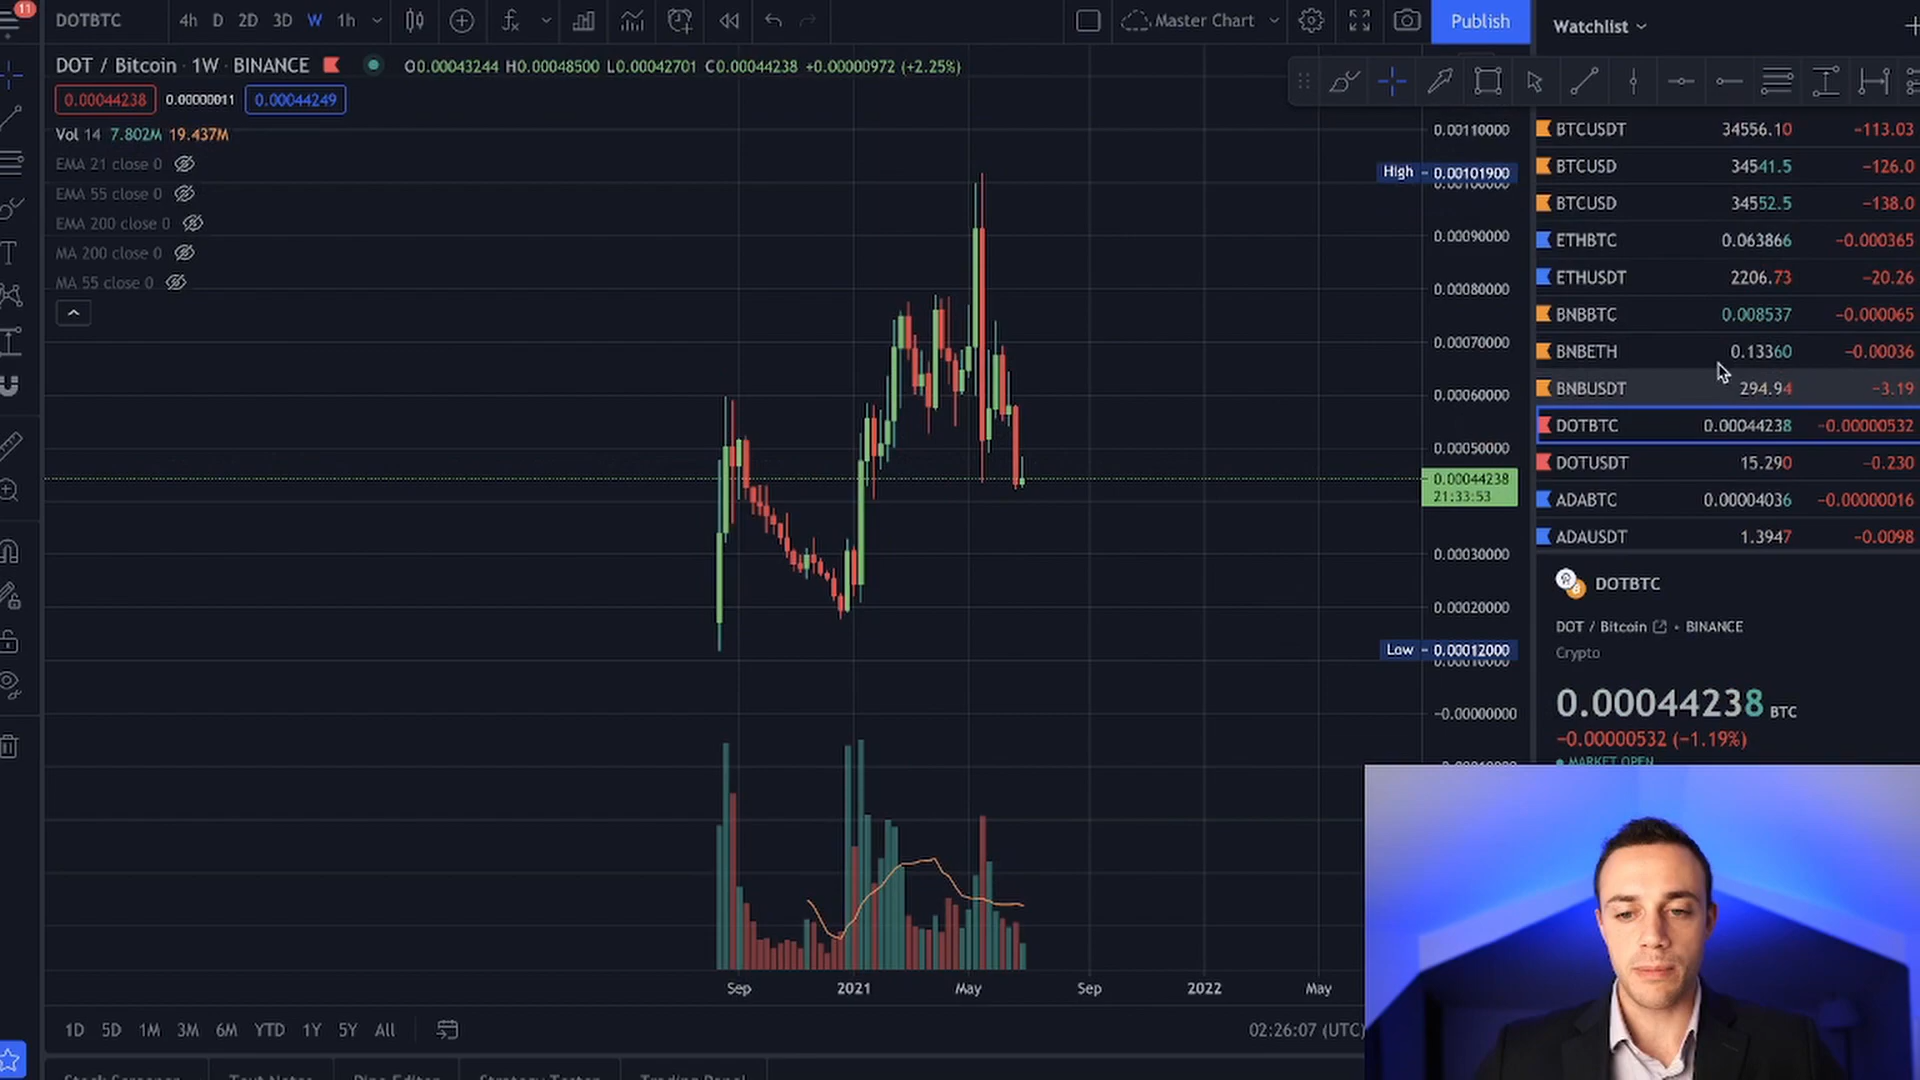 11
DOTBTC 4h D 2D 3D W 1h Master Chart Publish
Watchlist
DOT / Bitcoin · 1W · BINANCE O0.00043244 H0.00048500 L0.00042701 C0.00044238 +0.00000972 (+2.25%)
0.00044238 0.00000011 0.00044249
Vol 14 7.802M 19.437M
EMA 21 close 0
EMA 55 close 0
EMA 200 close 0
MA 200 close 0
MA 55 close 0
0.00110000
High 0.00101900
0.00100000
0.00090000
0.00080000
0.00070000
0.00060000
0.00050000
0.00044238
21:33:53
0.00030000
0.00020000
Low 0.00012000
0.00010000
−0.00000000
Sep 2021 May Sep 2022 May
1D 5D 1M 3M 6M YTD 1Y 5Y All
02:26:07 (UTC)
BTCUSDT 34556.10 −113.03
BTCUSD 34541.5 −126.0
BTCUSD 34552.5 −138.0
ETHBTC 0.063866 −0.000365
ETHUSDT 2206.73 −20.26
BNBBTC 0.008537 −0.000065
BNBETH 0.13360 −0.00036
BNBUSDT 294.94 −3.19
DOTBTC 0.00044238 −0.00000532
DOTUSDT 15.290 −0.230
ADABTC 0.00004036 −0.00000016
ADAUSDT 1.3947 −0.0098
DOTBTC
DOT / Bitcoin • BINANCE
Crypto
0.00044238 BTC
−0.00000532 (−1.19%)
MARKET OPEN